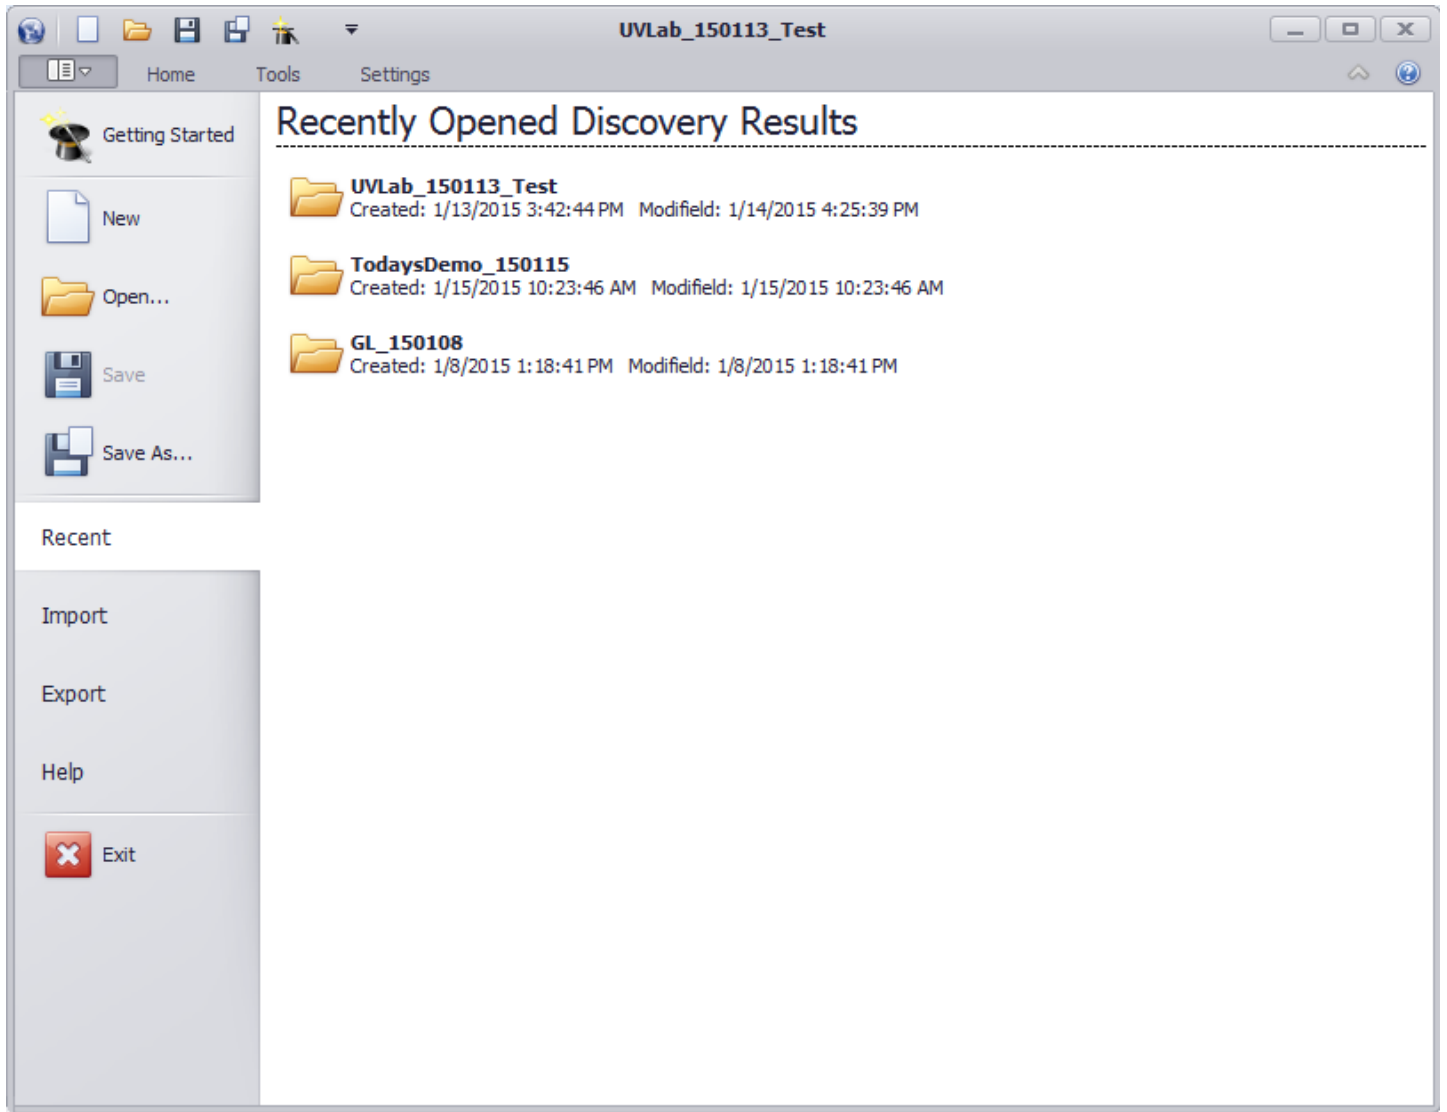 UVLab_150113_Test
Home Tools Settings
Getting Started
New
Open...
Save
Save As...
Recent
Import
Export
Help
Exit
Recently Opened Discovery Results
UVLab_150113_Test
Created: 1/13/2015 3:42:44 PM Modifield: 1/14/2015 4:25:39 PM
TodaysDemo_150115
Created: 1/15/2015 10:23:46 AM Modifield: 1/15/2015 10:23:46 AM
GL_150108
Created: 1/8/2015 1:18:41 PM Modifield: 1/8/2015 1:18:41 PM